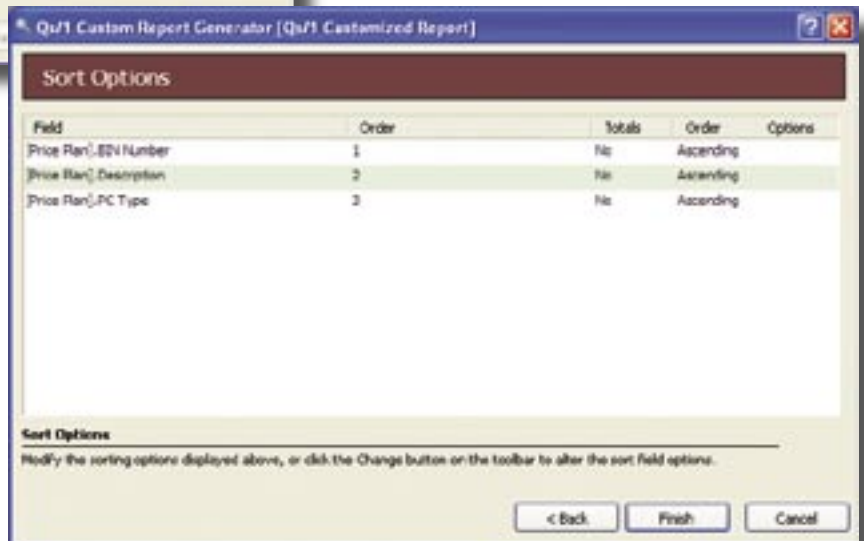 QS/1 Custom Report Generator [QS/1 Customized Report]
Sort Options
Field Order Totals Order Options
[Price Plan].BIN Number 1 No Ascending
[Price Plan].Description 2 No Ascending
[Price Plan].PC Type 3 No Ascending
Sort Options
Modify the sorting options displayed above, or click the Change button on the toolbar to alter the sort field options.
< Back Finish Cancel